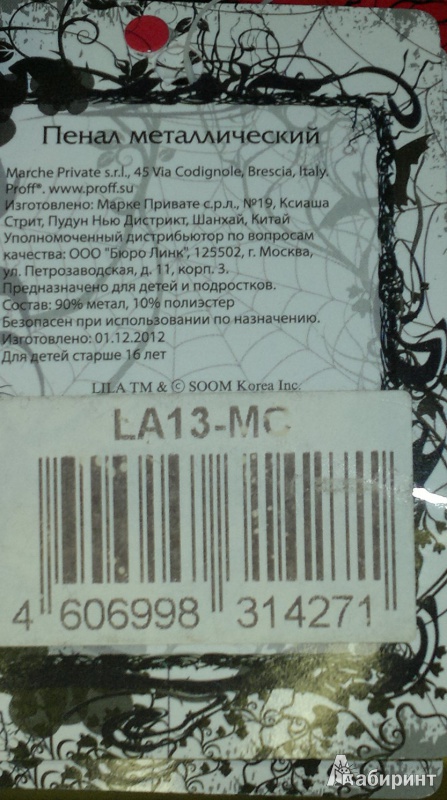 Пенал металлический
Marche Private s.r.l., 45 Via Codignole, Brescia, Italy.
Proff®. www.proff.su
Изготовлено: Марке Привате с.р.л., №19, Ксиаша
Стрит, Пудун Нью Дистрикт, Шанхай, Китай
Уполномоченный дистрибьютор по вопросам
качества: ООО "Бюро Линк", 125502, г. Москва,
ул. Петрозаводская, д. 11, корп. 3.
Предназначено для детей и подростков.
Состав: 90% метал, 10% полиэстер
Безопасен при использовании по назначению.
Изготовлено: 01.12.2012
Для детей старше 16 лет
LILA TM & © SOOM Korea Inc.
LA13-MC
4 606998 314271
Лабиринт